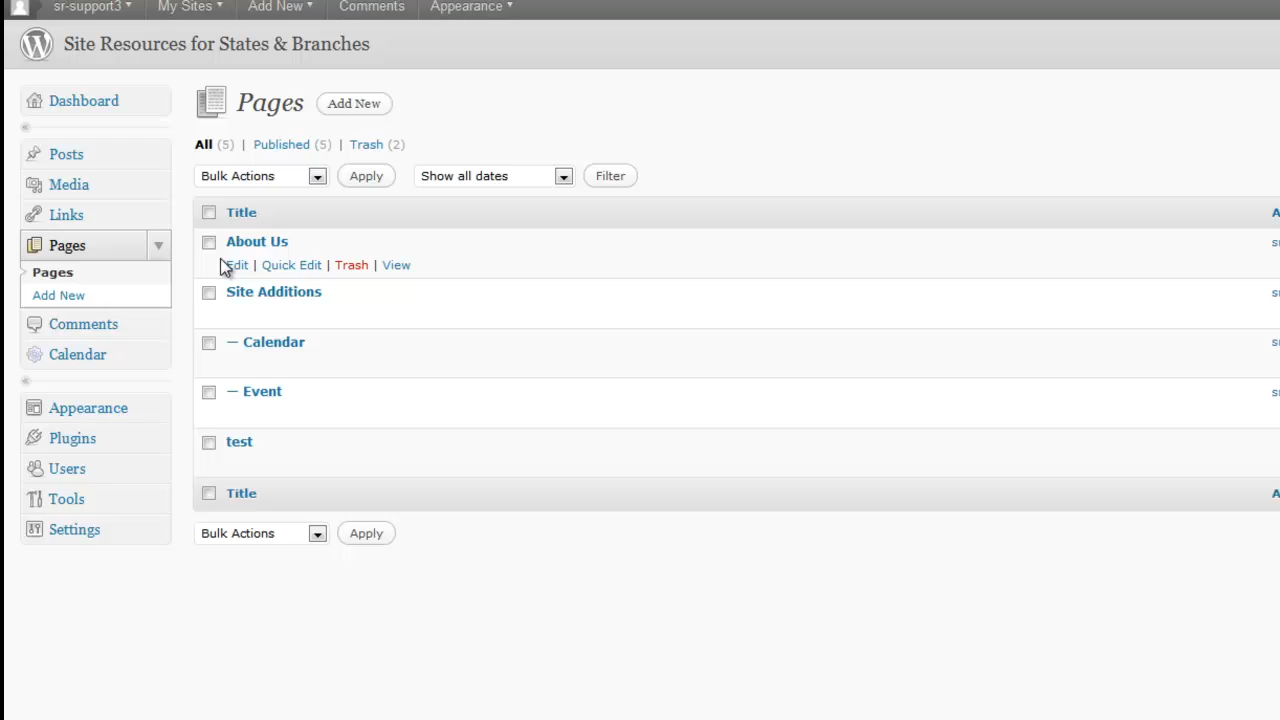 sr-support3 My Sites Add New Comments Appearance
Site Resources for States & Branches
Dashboard
Posts
Media
Links
Pages
Pages
Add New
Comments
Calendar
Appearance
Plugins
Users
Tools
Settings
Pages Add New
All (5) | Published (5) | Trash (2)
Bulk Actions Apply Show all dates Filter
Title A
About Us
Edit | Quick Edit | Trash | View
Site Additions
— Calendar
— Event
test
Title A
Bulk Actions Apply